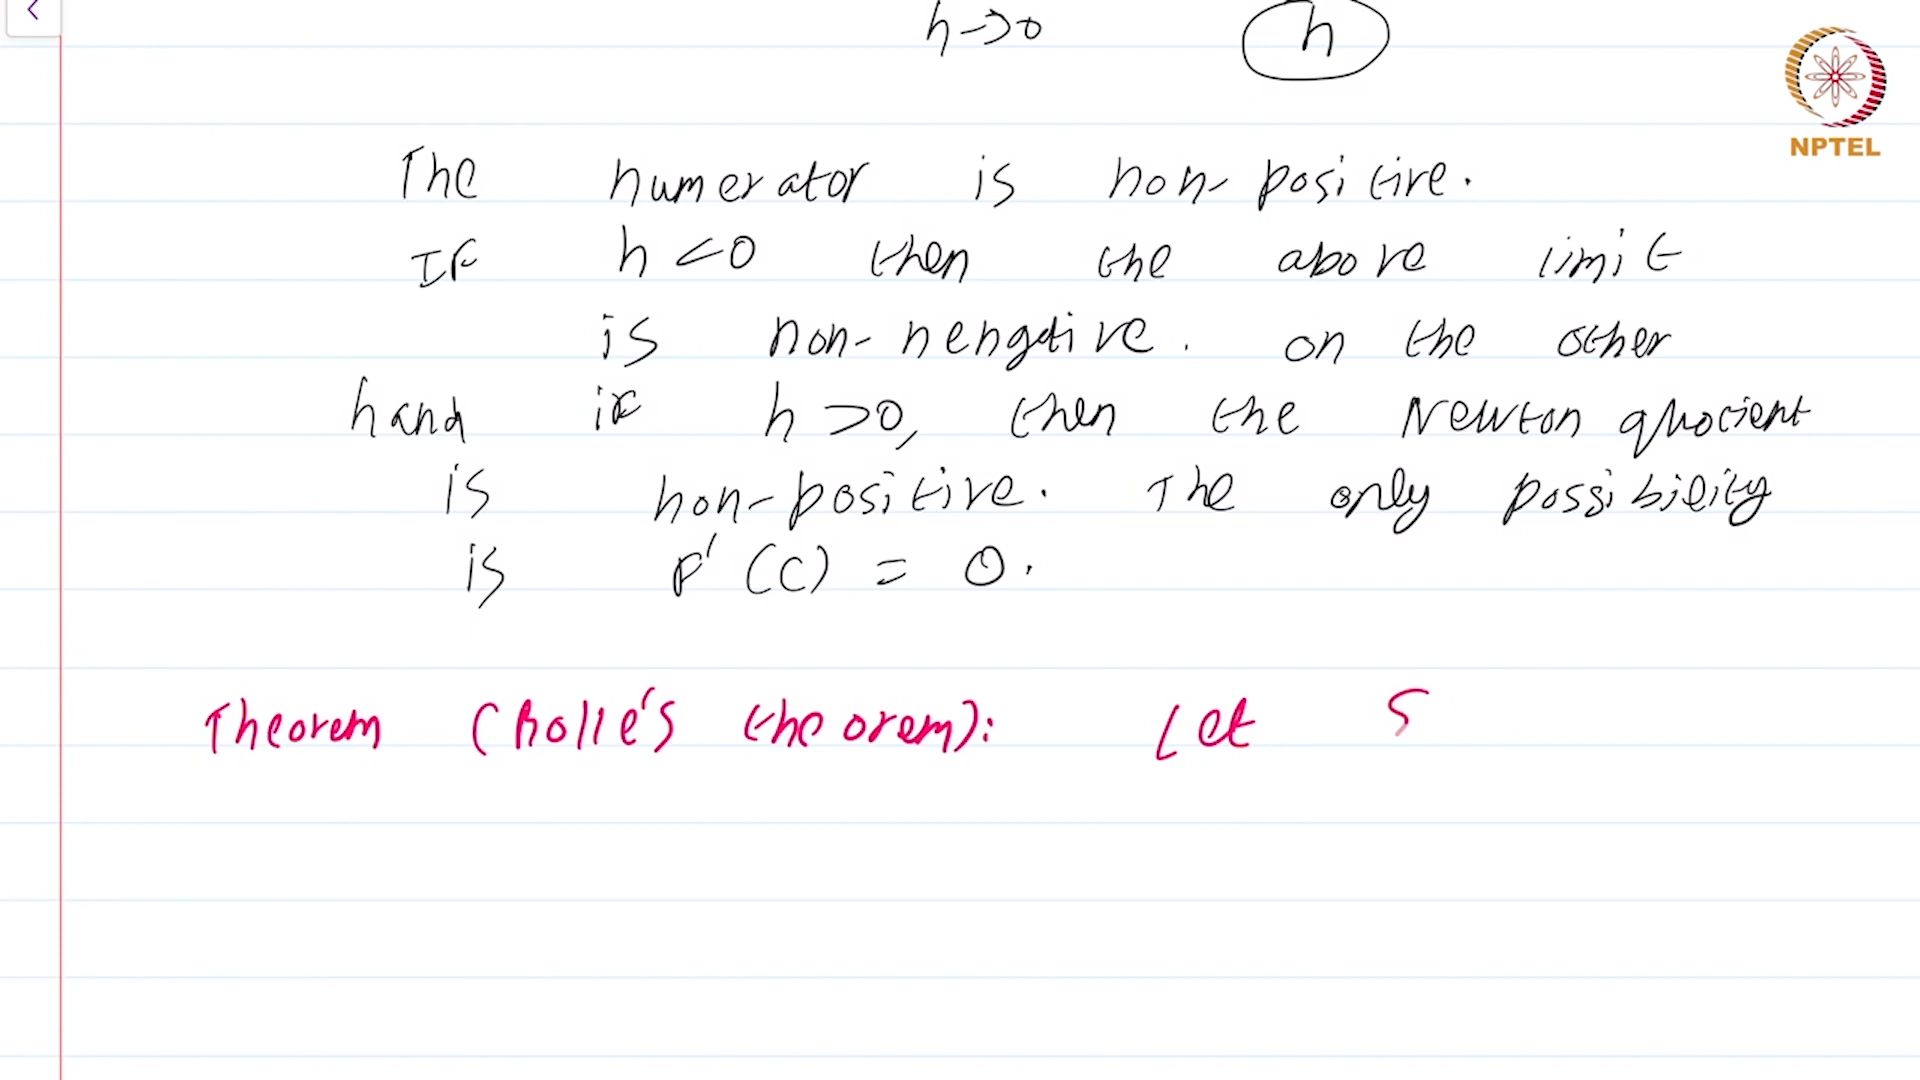 h->0 h
NPTEL
The numerator is non-positive.
If h <0 then the above limit
is non-nengative. on the other
hand if h >0, then the Newton quotient
is non-positive. The only possibility
is F'(c) = 0.
Theorem (Rolle's theorem): Let